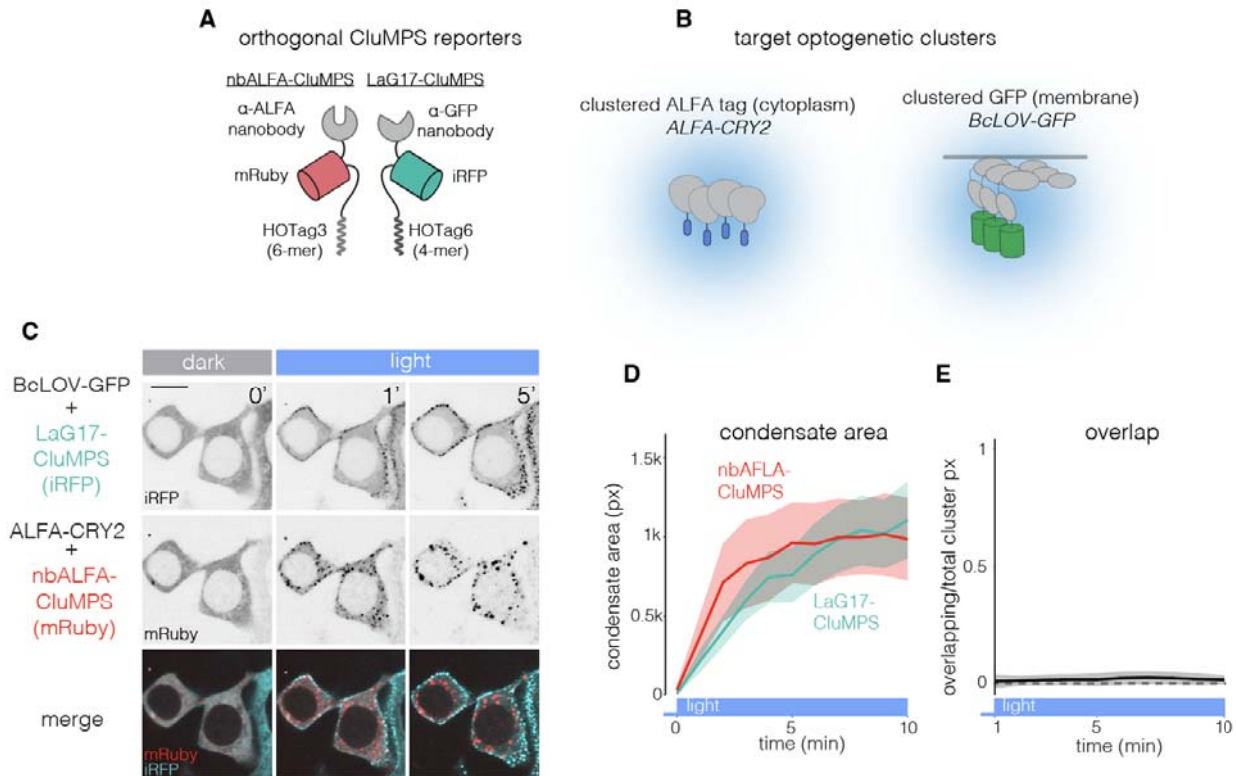 A
orthogonal CluMPS reporters
nbALFA-CluMPS
LaG17-CluMPS
α-ALFA
nanobody
α-GFP
nanobody
mRuby
iRFP
HOTag3
(6-mer)
HOTag6
(4-mer)
B
target optogenetic clusters
clustered ALFA tag (cytoplasm)
ALFA-CRY2
clustered GFP (membrane)
BcLOV-GFP
C
dark
light
BcLOV-GFP
+
LaG17-
CluMPS
(iRFP)
0'
1'
5'
iRFP
ALFA-CRY2
+
nbALFA-
CluMPS
(mRuby)
mRuby
merge
mRuby
iRFP
D
condensate area
condensate area (px)
1.5k
1k
0.5k
0
nbAFLA-
CluMPS
LaG17-
CluMPS
light
0
5
10
time (min)
E
overlap
overlapping/total cluster px
1
0.5
0
light
1
5
10
time (min)